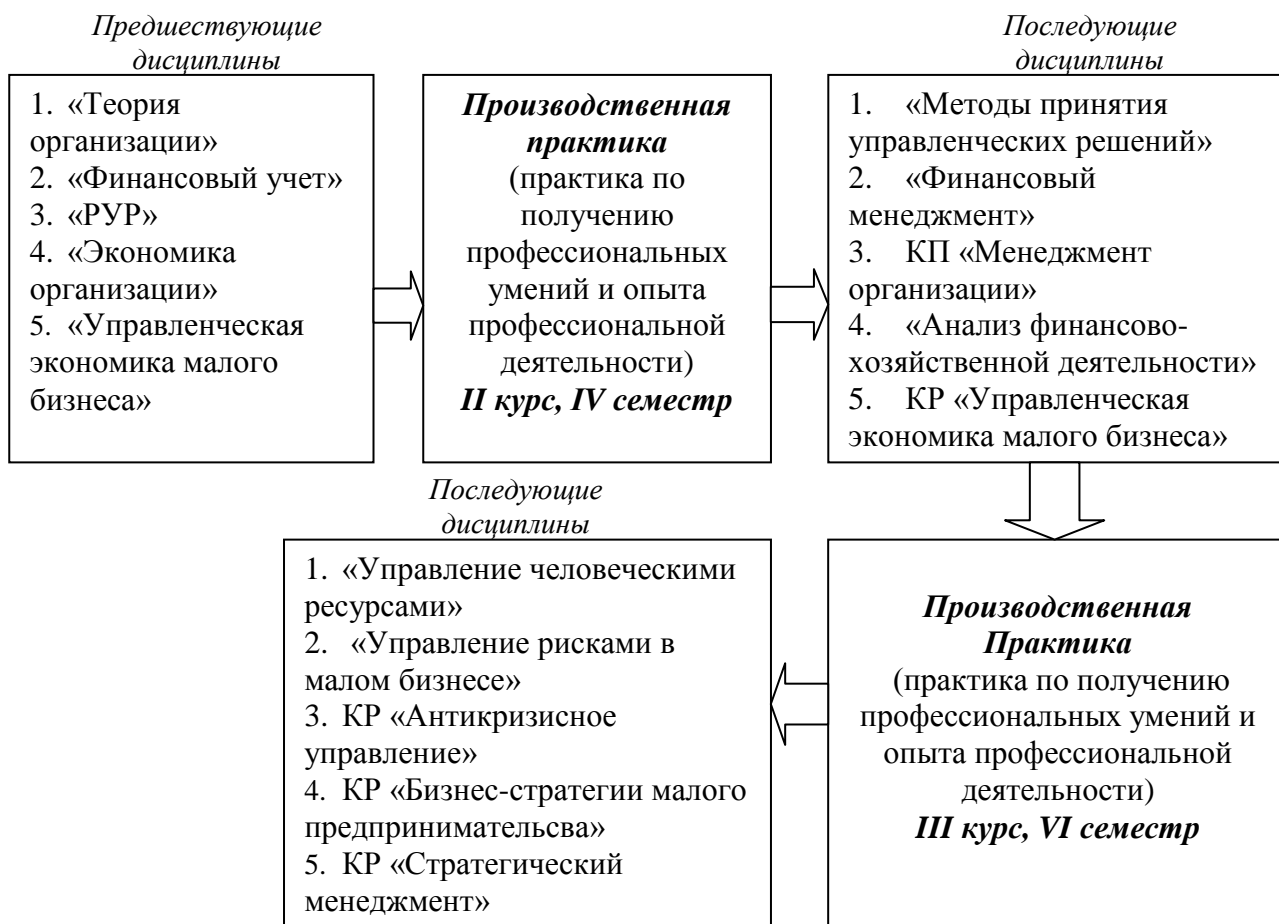 Предшествующие
дисциплины
1. «Теория
организации»
2. «Финансовый учет»
3. «РУР»
4. «Экономика
организации»
5. «Управленческая
экономика малого
бизнеса»
Производственная
практика
(практика по
получению
профессиональных
умений и опыта
профессиональной
деятельности)
II курс, IV семестр
Последующие
дисциплины
1. «Методы принятия
управленческих решений»
2. «Финансовый
менеджмент»
3. КП «Менеджмент
организации»
4. «Анализ финансово-
хозяйственной деятельности»
5. КР «Управленческая
экономика малого бизнеса»
Производственная
Практика
(практика по получению
профессиональных умений и
опыта профессиональной
деятельности)
III курс, VI семестр
Последующие
дисциплины
1. «Управление человеческими
ресурсами»
2. «Управление рисками в
малом бизнесе»
3. КР «Антикризисное
управление»
4. КР «Бизнес-стратегии малого
предпринимательсва»
5. КР «Стратегический
менеджмент»